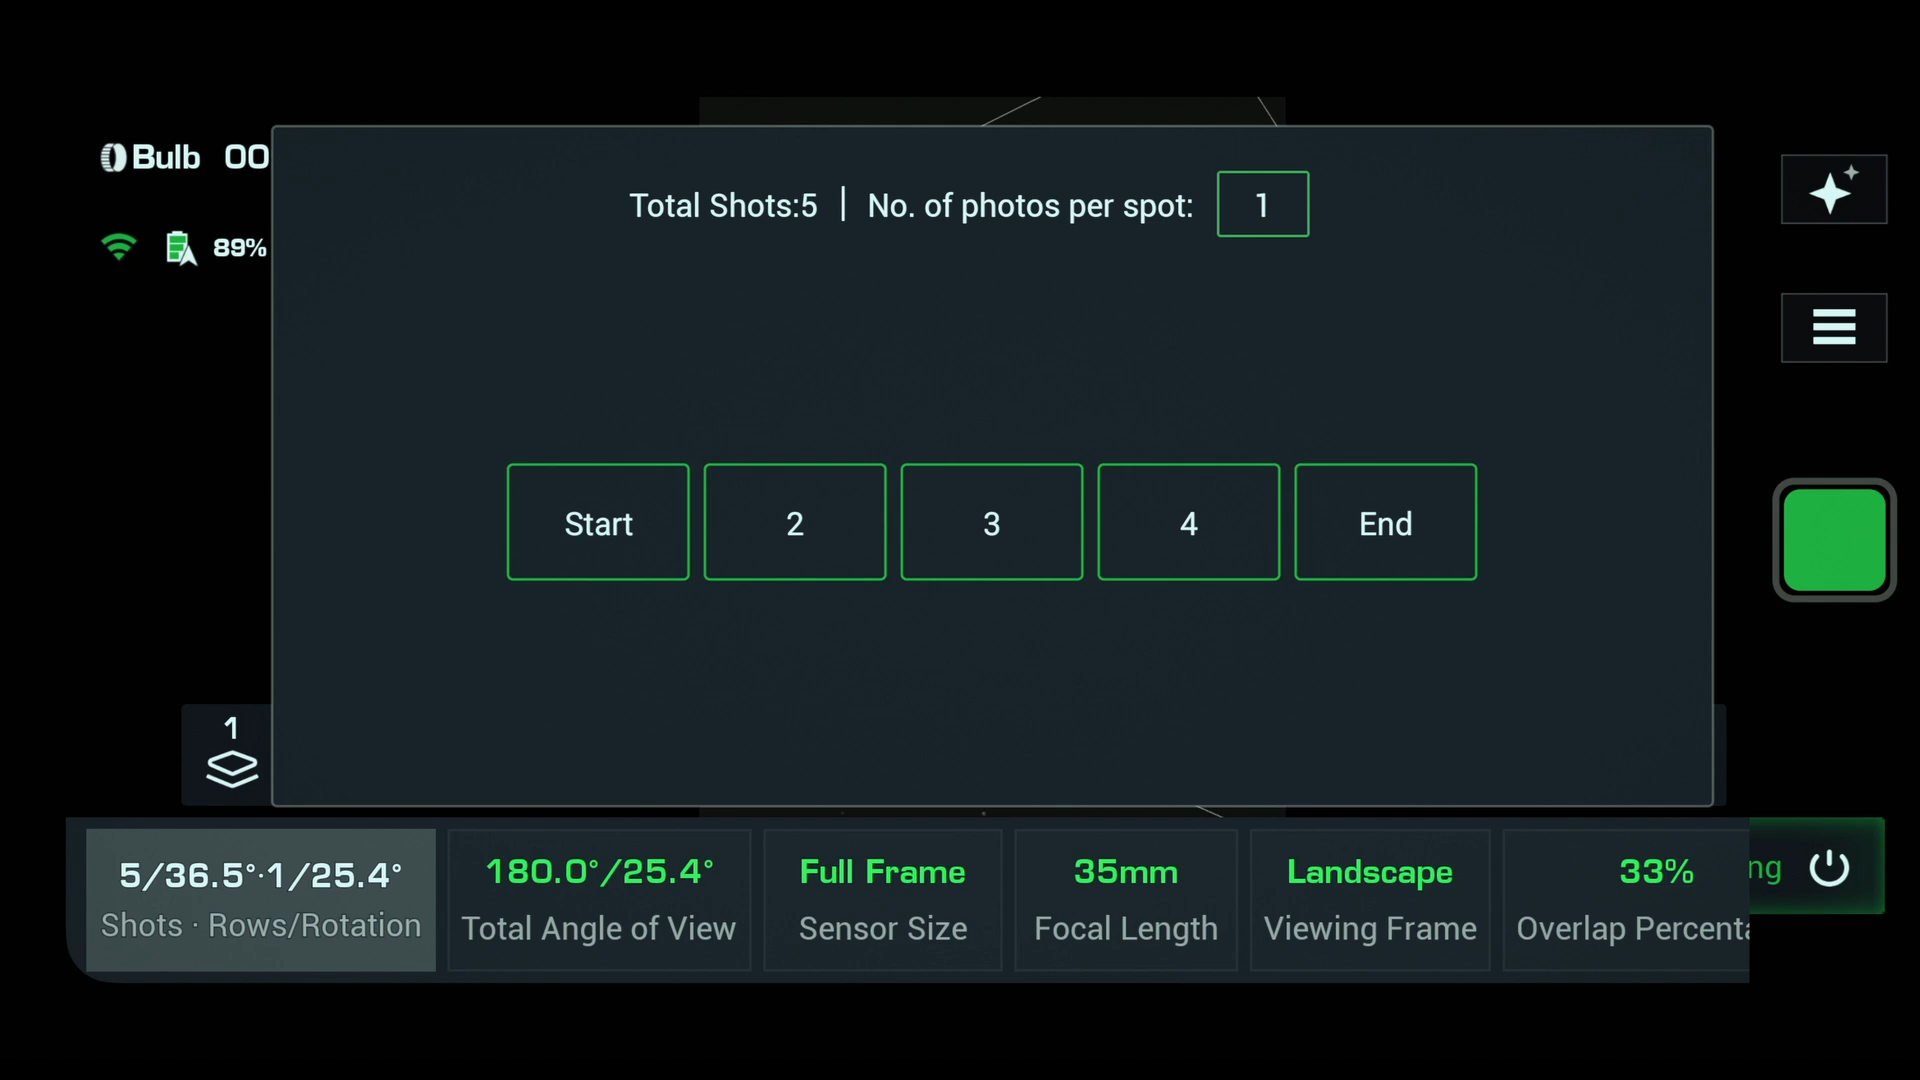 Bulb 00
89%
Total Shots:5 | No. of photos per spot: 1
Start 2 3 4 End
1
5/36.5°·1/25.4°
Shots · Rows/Rotation
180.0°/25.4°
Total Angle of View
Full Frame
Sensor Size
35mm
Focal Length
Landscape
Viewing Frame
33%
Overlap Percenta
ng